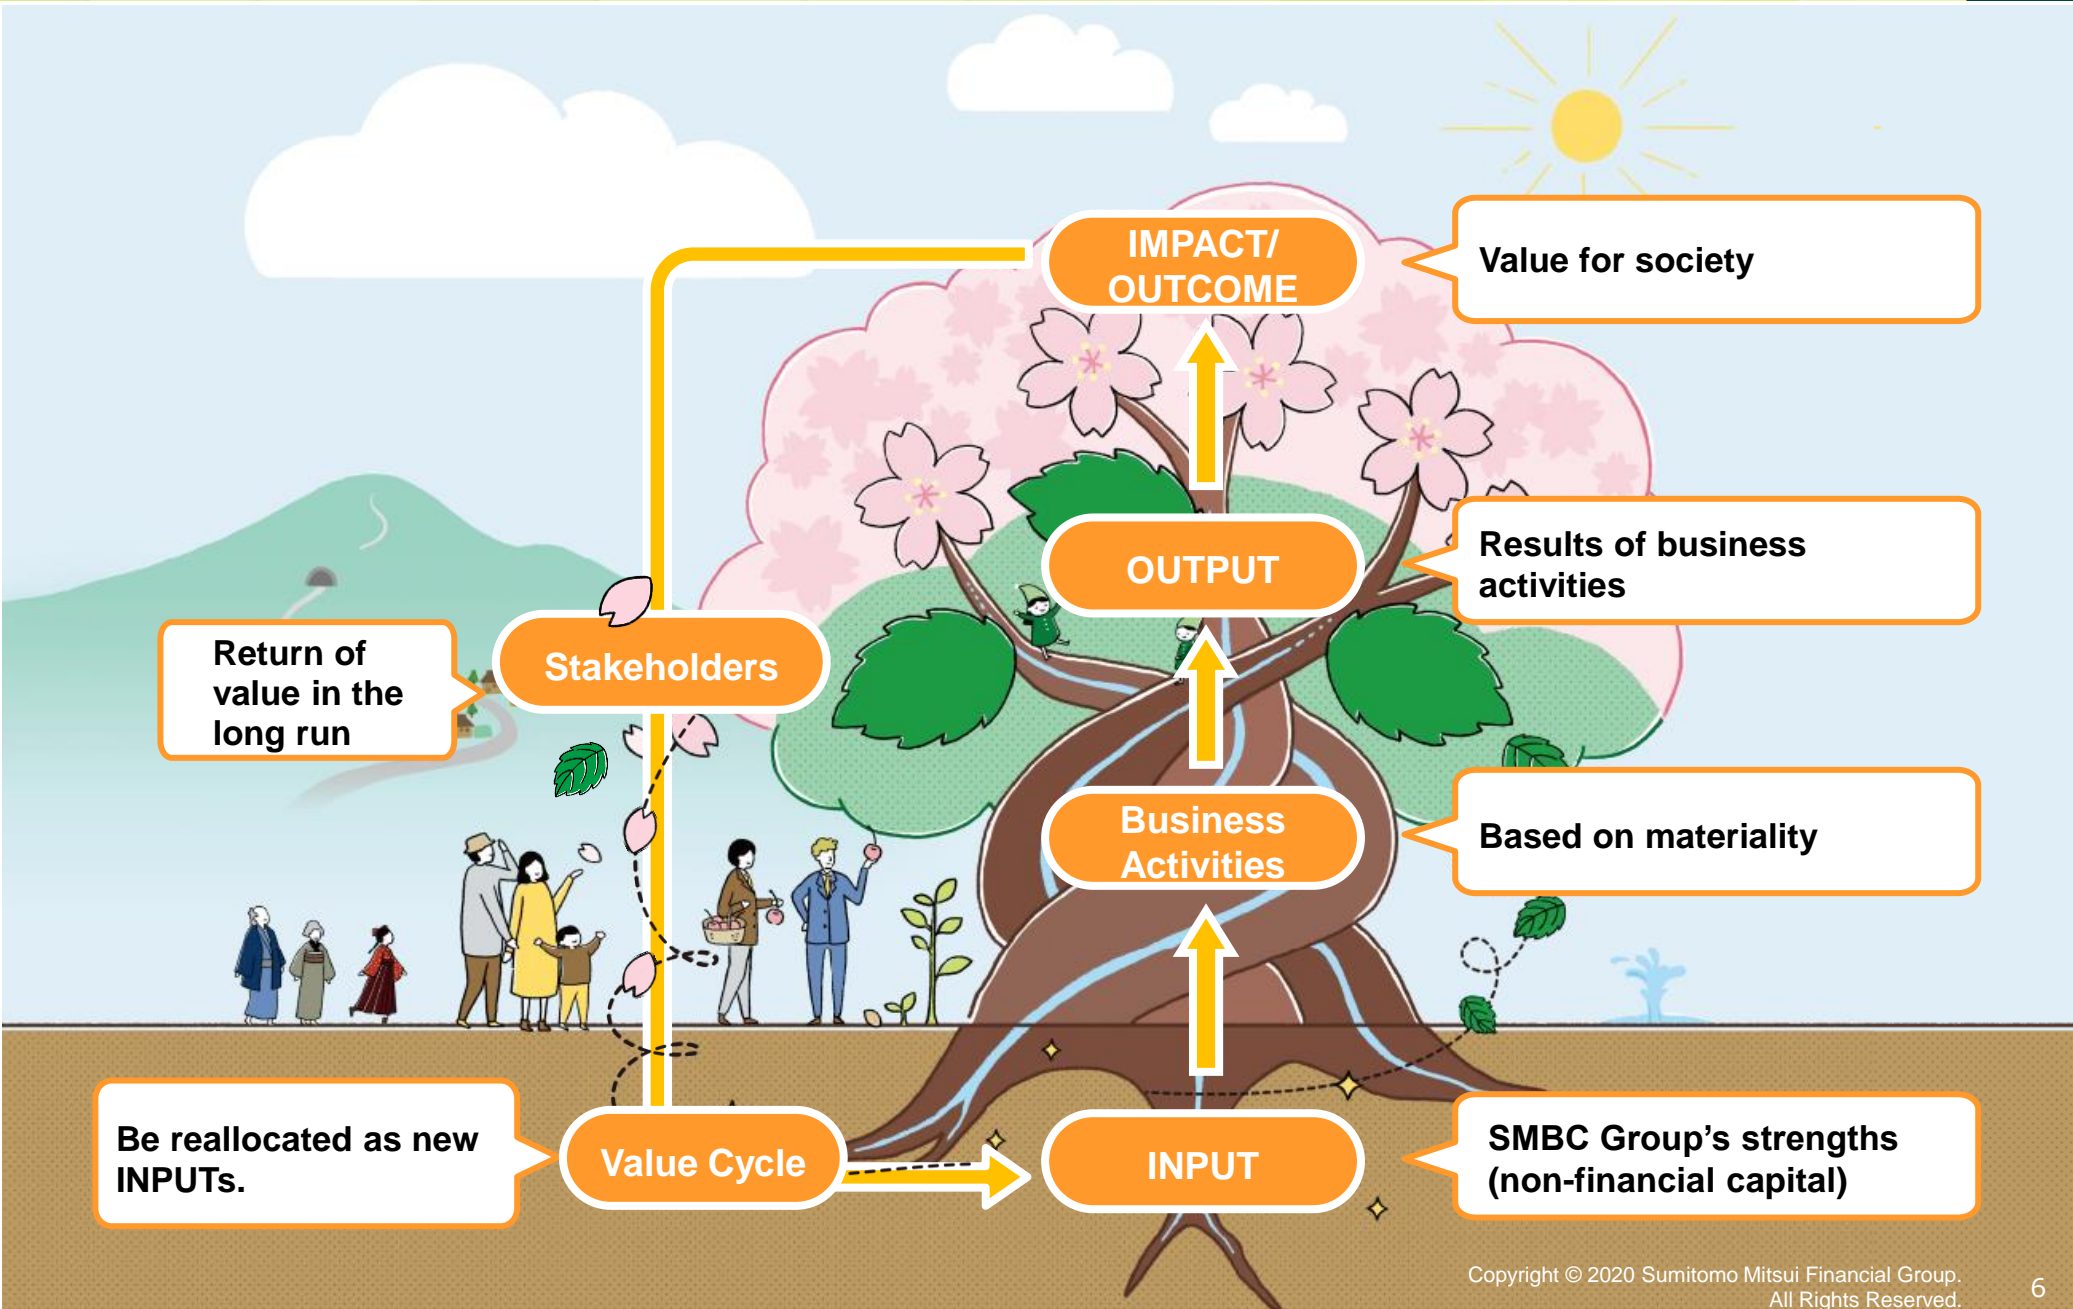 IMPACT/
OUTCOME
Value for society
OUTPUT
Results of business
activities
Stakeholders
Return of
value in the
long run
Business
Activities
Based on materiality
Value Cycle
Be reallocated as new
INPUTs.
INPUT
SMBC Group’s strengths
(non-financial capital)
Copyright © 2020 Sumitomo Mitsui Financial Group.
All Rights Reserved.
6